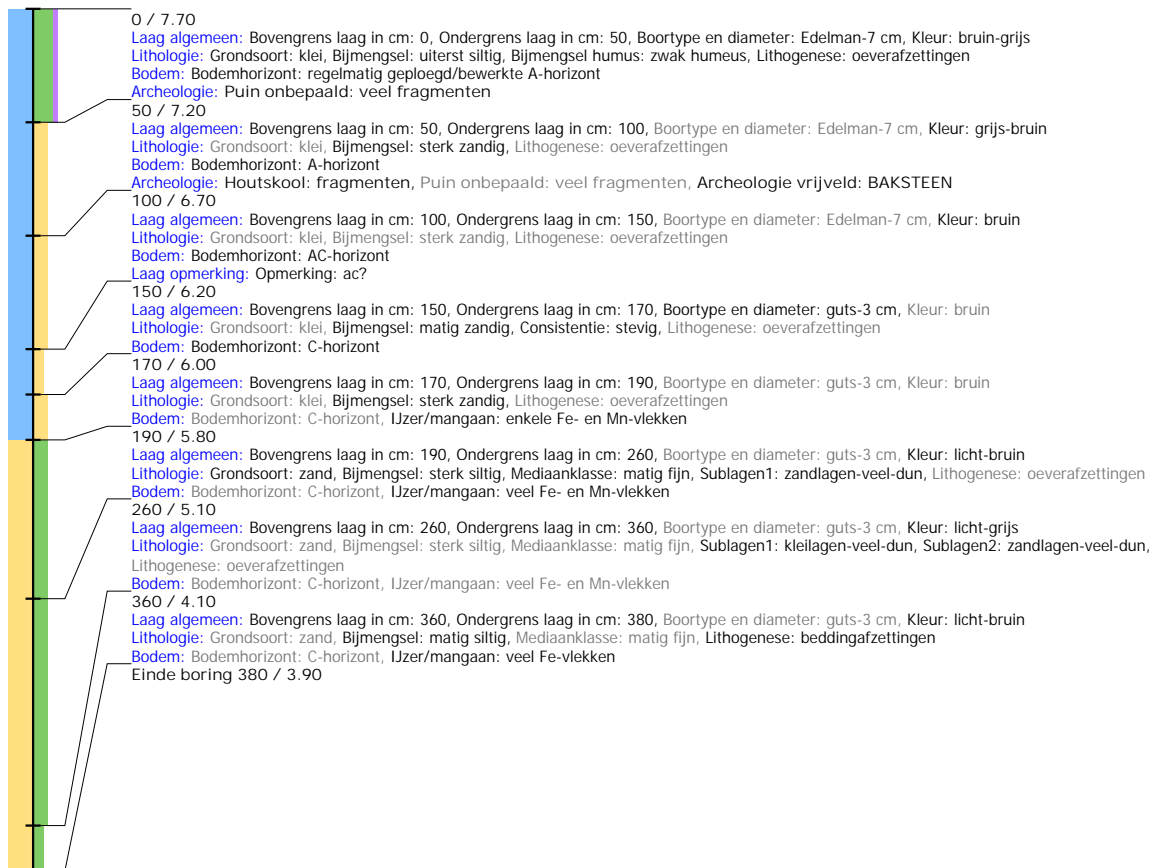 0 / 7.70
Laag algemeen: Bovengrens laag in cm: 0, Ondergrens laag in cm: 50, Boortype en diameter: Edelman-7 cm, Kleur: bruin-grijs
Lithologie: Grondsoort: klei, Bijmengsel: uiterst siltig, Bijmengsel humus: zwak humeus, Lithogenese: oeverafzettingen
Bodem: Bodemhorizont: regelmatig geploegd/bewerkte A-horizont
Archeologie: Puin onbepaald: veel fragmenten
50 / 7.20
Laag algemeen: Bovengrens laag in cm: 50, Ondergrens laag in cm: 100, Boortype en diameter: Edelman-7 cm, Kleur: grijs-bruin
Lithologie: Grondsoort: klei, Bijmengsel: sterk zandig, Lithogenese: oeverafzettingen
Bodem: Bodemhorizont: A-horizont
Archeologie: Houtskool: fragmenten, Puin onbepaald: veel fragmenten, Archeologie vrijveld: BAKSTEEN
100 / 6.70
Laag algemeen: Bovengrens laag in cm: 100, Ondergrens laag in cm: 150, Boortype en diameter: Edelman-7 cm, Kleur: bruin
Lithologie: Grondsoort: klei, Bijmengsel: sterk zandig, Lithogenese: oeverafzettingen
Bodem: Bodemhorizont: AC-horizont
Laag opmerking: Opmerking: ac?
150 / 6.20
Laag algemeen: Bovengrens laag in cm: 150, Ondergrens laag in cm: 170, Boortype en diameter: guts-3 cm, Kleur: bruin
Lithologie: Grondsoort: klei, Bijmengsel: matig zandig, Consistentie: stevig, Lithogenese: oeverafzettingen
Bodem: Bodemhorizont: C-horizont
170 / 6.00
Laag algemeen: Bovengrens laag in cm: 170, Ondergrens laag in cm: 190, Boortype en diameter: guts-3 cm, Kleur: bruin
Lithologie: Grondsoort: klei, Bijmengsel: sterk zandig, Lithogenese: oeverafzettingen
Bodem: Bodemhorizont: C-horizont, IJzer/mangaan: enkele Fe- en Mn-vlekken
190 / 5.80
Laag algemeen: Bovengrens laag in cm: 190, Ondergrens laag in cm: 260, Boortype en diameter: guts-3 cm, Kleur: licht-bruin
Lithologie: Grondsoort: zand, Bijmengsel: sterk siltig, Mediaanklasse: matig fijn, Sublagen1: zandlagen-veel-dun, Lithogenese: oeverafzettingen
Bodem: Bodemhorizont: C-horizont, IJzer/mangaan: veel Fe- en Mn-vlekken
260 / 5.10
Laag algemeen: Bovengrens laag in cm: 260, Ondergrens laag in cm: 360, Boortype en diameter: guts-3 cm, Kleur: licht-grijs
Lithologie: Grondsoort: zand, Bijmengsel: sterk siltig, Mediaanklasse: matig fijn, Sublagen1: kleilagen-veel-dun, Sublagen2: zandlagen-veel-dun,
Lithogenese: oeverafzettingen
Bodem: Bodemhorizont: C-horizont, IJzer/mangaan: veel Fe- en Mn-vlekken
360 / 4.10
Laag algemeen: Bovengrens laag in cm: 360, Ondergrens laag in cm: 380, Boortype en diameter: guts-3 cm, Kleur: licht-bruin
Lithologie: Grondsoort: zand, Bijmengsel: matig siltig, Mediaanklasse: matig fijn, Lithogenese: beddingafzettingen
Bodem: Bodemhorizont: C-horizont, IJzer/mangaan: veel Fe-vlekken
Einde boring 380 / 3.90